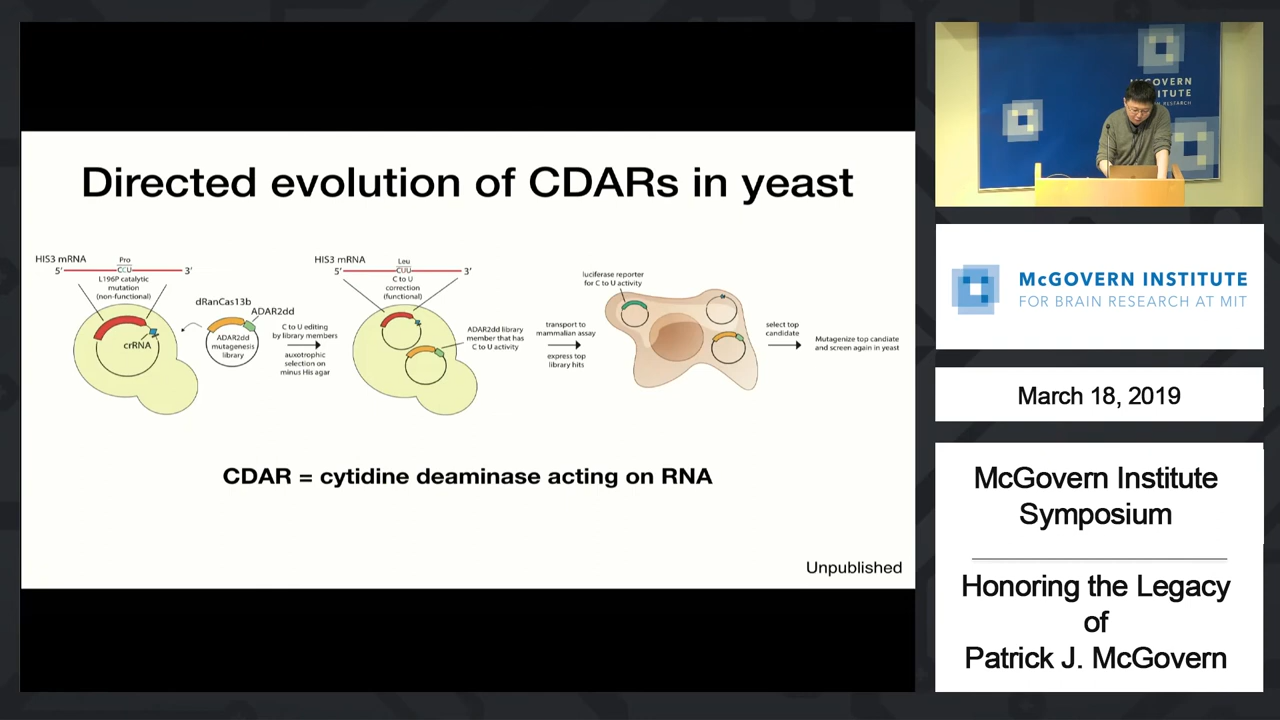 Directed evolution of CDARs in yeast
HIS3 mRNA
Pro
5’
CCU
3’
L196P catalytic
mutation
(non-functional)
dRanCas13b
ADAR2dd
crRNA
ADAR2dd
mutagenesis
library
C to U editing
by library members
auxotrophic
selection on
minus His agar
HIS3 mRNA
Leu
5’
CUU
3’
C to U
correction
(functional)
ADAR2dd library
member that has
C to U activity
transport to
mammalian assay
express top
library hits
luciferase reporter
for C to U activity
select top
candidate
Mutagenize top candiate
and screen again in yeast
CDAR = cytidine deaminase acting on RNA
Unpublished
McGOVERN
INSTITUTE
FOR BRAIN RESEARCH AT MIT
March 18, 2019
McGovern Institute
Symposium
Honoring the Legacy
of
Patrick J. McGovern